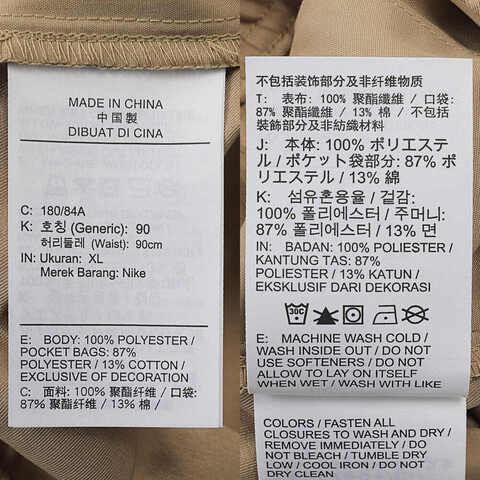 MADE IN CHINA
中国製
DIBUAT DI CINA
C: 180/84A
K: 호칭 (Generic): 90
허리둘레 (Waist): 90cm
IN: Ukuran: XL
Merek Barang: Nike
E: BODY: 100% POLYESTER /
POCKET BAGS: 87%
POLYESTER / 13% COTTON /
EXCLUSIVE OF DECORATION
C: 面料: 100% 聚酯纤维 / 口袋:
87% 聚酯纤维 / 13% 棉 /
不包括装饰部分及非纤维物质
T: 表布: 100% 聚酯纖維 / 口袋:
87% 聚酯纖維 / 13% 棉 / 不包括
裝飾部分及非紡織材料
J: 本体: 100% ポリエステ
ル / ポケット袋部分: 87% ポ
リエステル / 13% 綿
K: 섬유혼용율 / 겉감:
100% 폴리에스터 / 주머니:
87% 폴리에스터 / 13% 면
IN: BADAN: 100% POLIESTER /
KANTUNG TAS: 87%
POLIESTER / 13% KATUN /
EKSKLUSIF DARI DEKORASI
30C
E: MACHINE WASH COLD /
WASH INSIDE OUT / DO NOT
USE SOFTENERS / DO NOT
ALLOW TO LAY ON ITSELF
WHEN WET / WASH WITH LIKE
COLORS / FASTEN ALL
CLOSURES TO WASH AND DRY /
REMOVE IMMEDIATELY / DO
NOT BLEACH / TUMBLE DRY
LOW / COOL IRON / DO NOT
DRY CLEAN